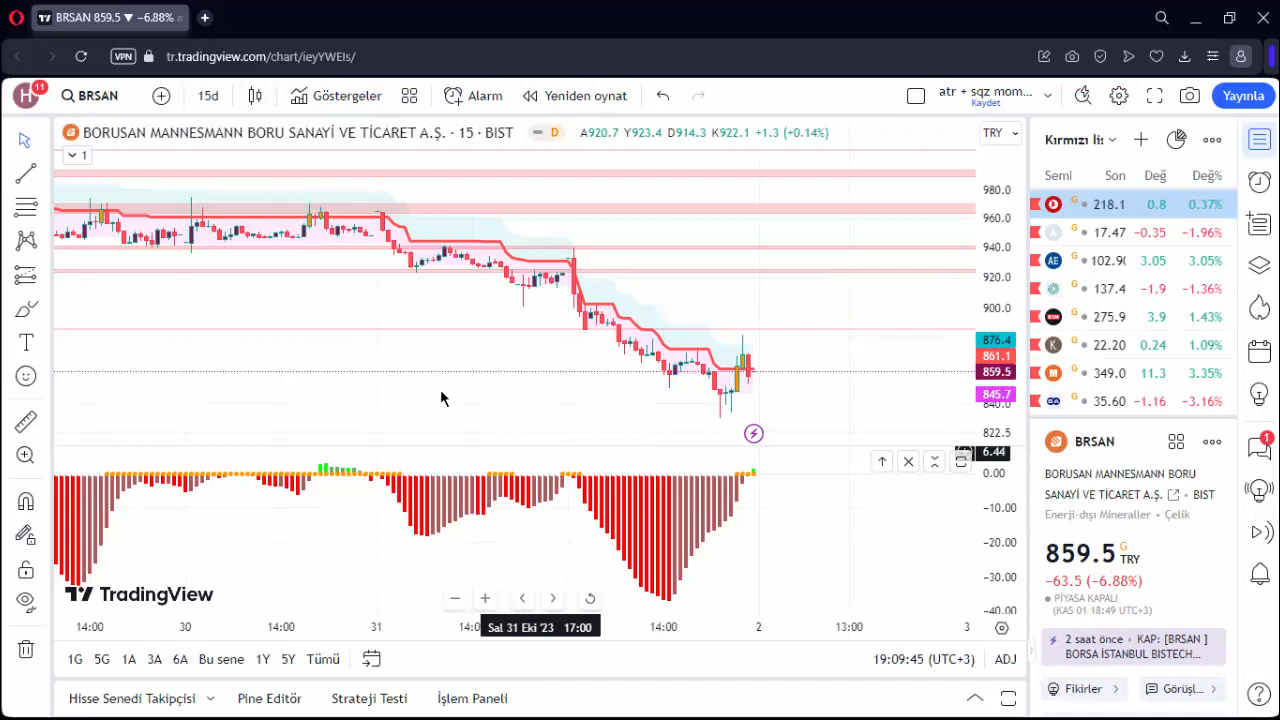 BRSAN 859.5 ▼ −6.88%
VPN
tr.tradingview.com/chart/ieyYWEIs/
H
11
BRSAN
15d
Göstergeler
Alarm
Yeniden oynat
atr + sqz mom...
Kaydet
Yayınla
BORUSAN MANNESMANN BORU SANAYİ VE TİCARET A.Ş. · 15 · BIST
D
A920.7 Y923.4 D914.3 K922.1 +1.3 (+0.14%)
TRY
1
980.0
960.0
940.0
920.0
900.0
876.4
861.1
859.5
845.7
840.0
822.5
6.44
0.00
−10.00
−20.00
−30.00
−40.00
TradingView
14:00
30
14:00
31
Sal 31 Eki '23 17:00
14:00
2
13:00
3
1G 5G 1A 3A 6A Bu sene 1Y 5Y Tümü
19:09:45 (UTC+3)
ADJ
Hisse Senedi Takipçisi
Pine Editör
Strateji Testi
İşlem Paneli
Kırmızı li
Seml Son Değ Değ%
G 218.1 0.8 0.37%
G 17.47 −0.35 −1.96%
G 102.90 3.05 3.05%
G 137.4 −1.9 −1.36%
G 275.9 3.9 1.43%
K G 22.20 0.24 1.09%
G 349.0 11.3 3.35%
G 35.60 −1.16 −3.16%
BRSAN
BORUSAN MANNESMANN BORU
SANAYİ VE TİCARET A.Ş. • BIST
Enerji-dışı Mineraller • Çelik
859.5 G TRY
−63.5 (−6.88%)
PİYASA KAPALI
(KAS 01 18:49 UTC+3)
2 saat önce • KAP: [BRSAN ]
BORSA İSTANBUL BISTECH...
Fikirler
Görüşl...
1